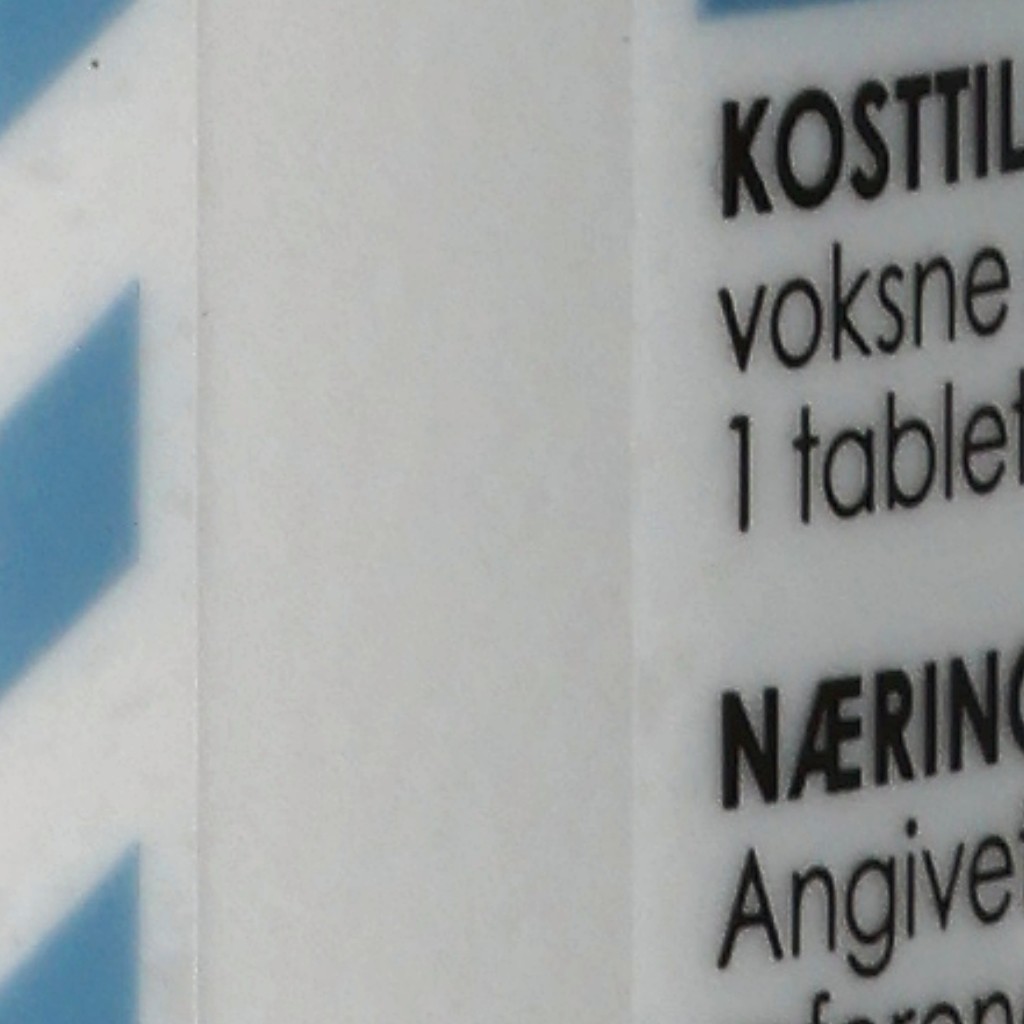 KOSTTIL
voksne
1 tablet
NÆRING
Angivet